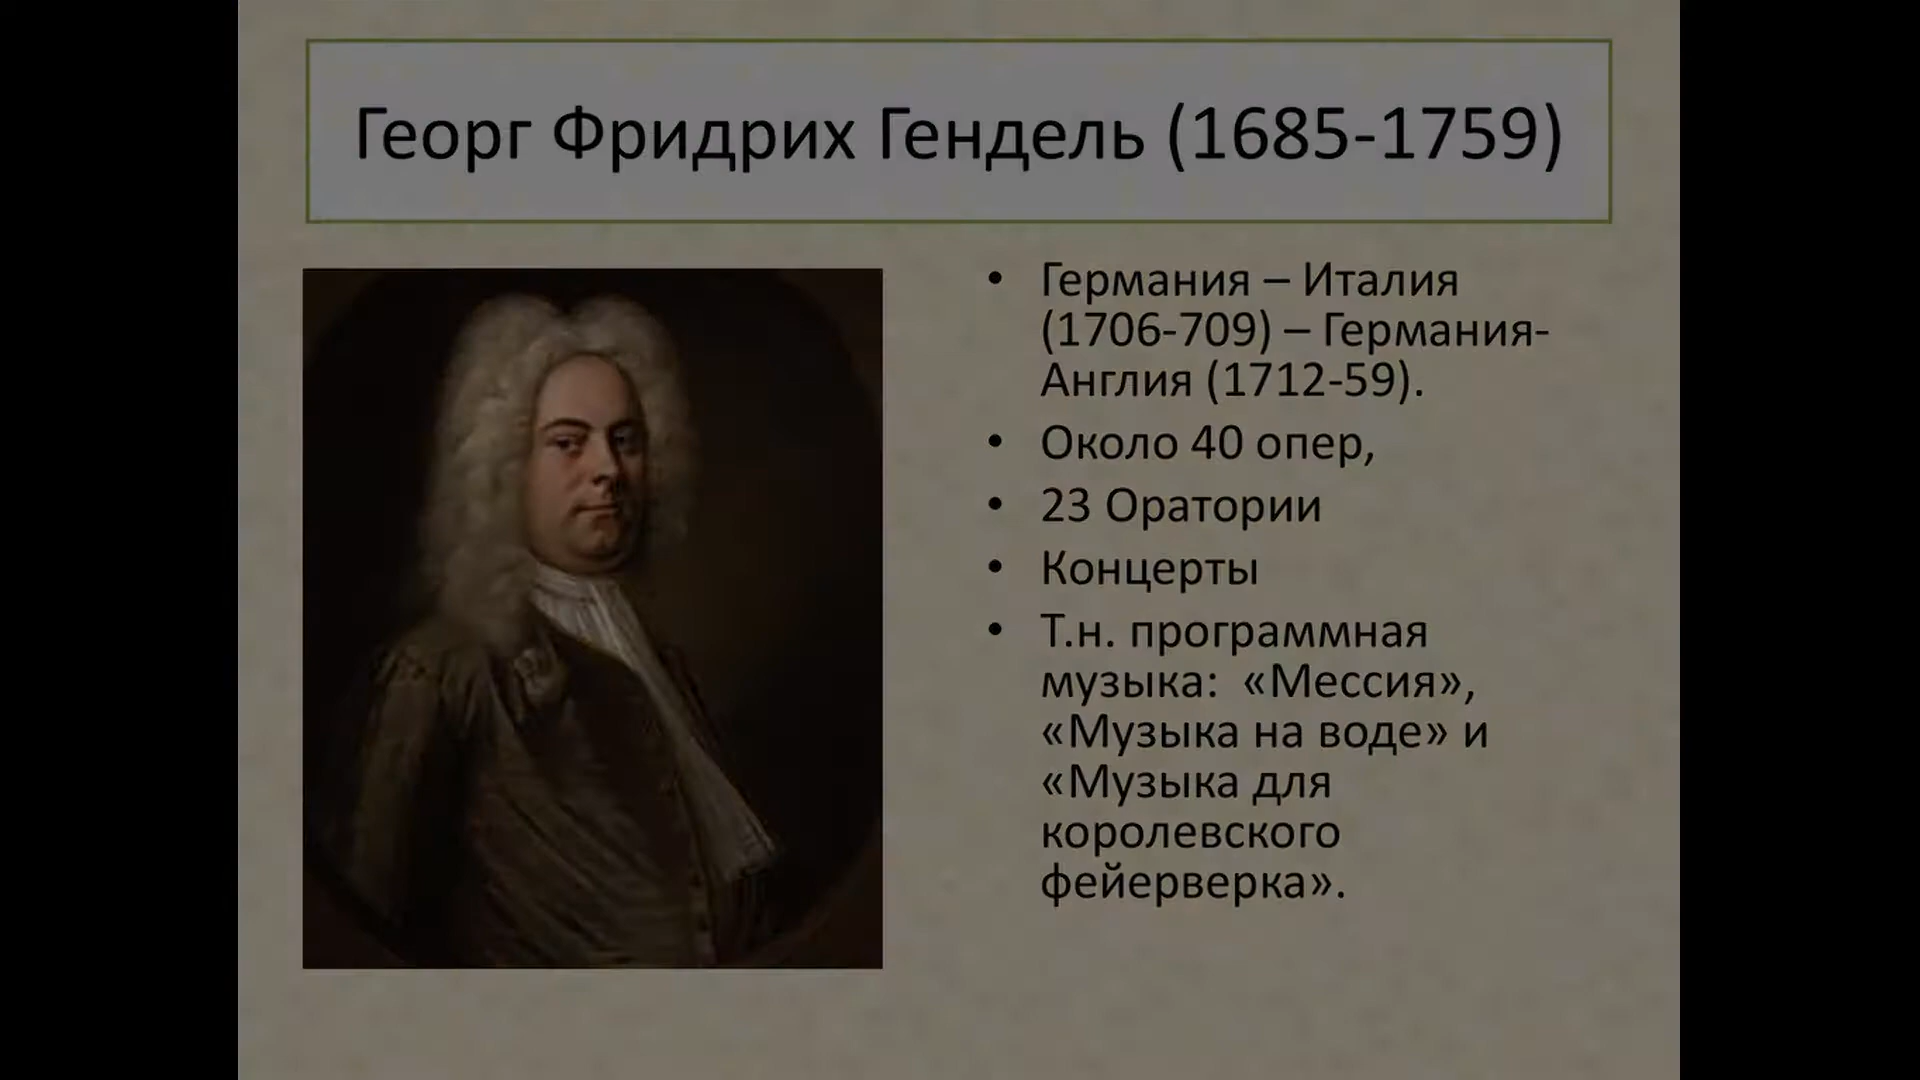 Георг Фридрих Гендель (1685-1759)
• Германия – Италия
(1706-709) – Германия-
Англия (1712-59).
• Около 40 опер,
• 23 Оратории
• Концерты
• Т.н. программная
музыка:  «Мессия»,
«Музыка на воде» и
«Музыка для
королевского
фейерверка».